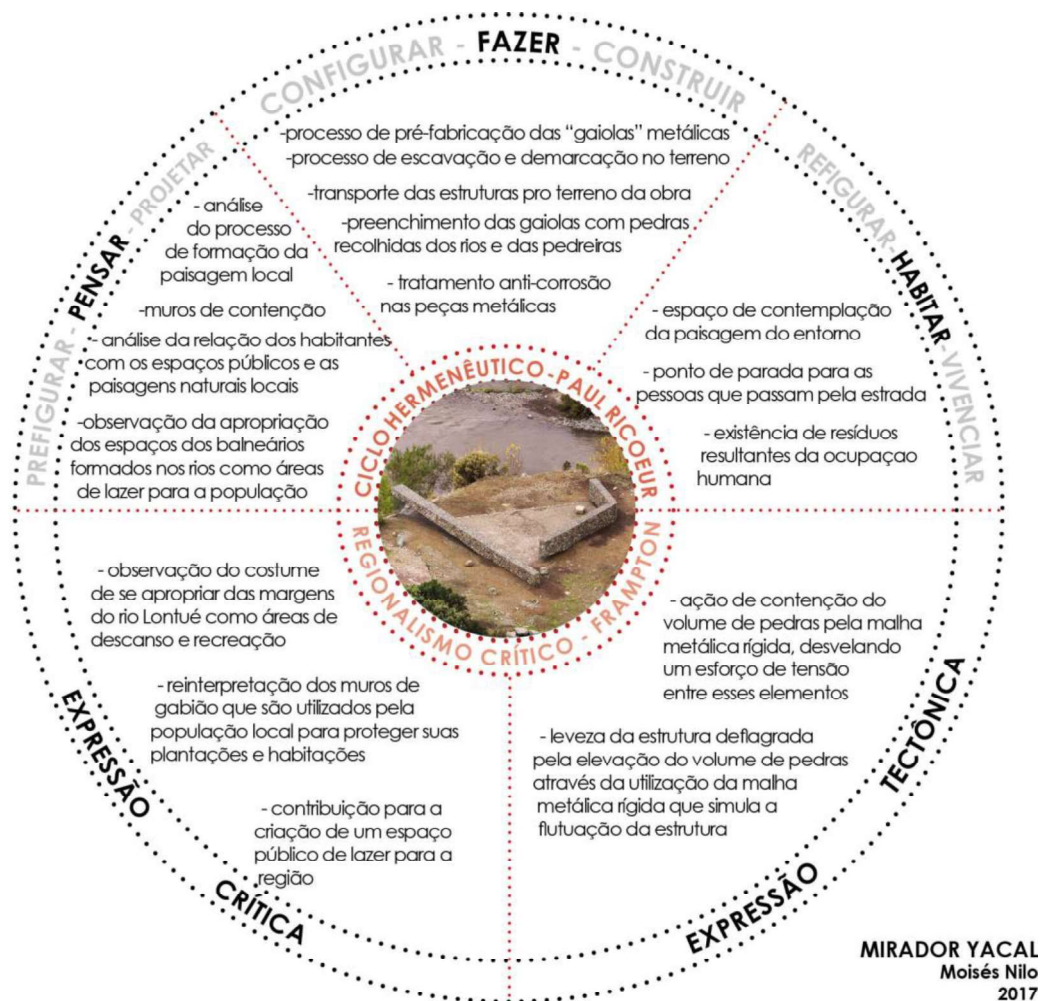 CONFIGURAR - FAZER - CONSTRUIR
-processo de pré-fabricação das “gaiolas” metálicas
-processo de escavação e demarcação no terreno
-transporte das estruturas pro terreno da obra
-preenchimento das gaiolas com pedras
recolhidas dos rios e das pedreiras
- tratamento anti-corrosão
nas peças metálicas
PREFIGURAR - PENSAR - PROJETAR
- análise
do processo
de formação da
paisagem local
-muros de contenção
- análise da relação dos habitantes
com os espaços públicos e as
paisagens naturais locais
-observação da apropriação
dos espaços dos balneários
formados nos rios como áreas
de lazer para a população
REFIGURAR - HABITAR - VIVENCIAR
- espaço de contemplação
da paisagem do entorno
- ponto de parada para as
pessoas que passam pela estrada
- existência de resíduos
resultantes da ocupaçao
humana
CICLO HERMENÊUTICO - PAUL RICOEUR
REGIONALISMO CRÍTICO - FRAMPTON
- observação do costume
de se apropriar das margens
do rio Lontué como áreas de
descanso e recreação
- reinterpretação dos muros de
gabião que são utilizados pela
população local para proteger suas
plantações e habitações
- contribuição para a
criação de um espaço
público de lazer para a
região
EXPRESSÃO CRÍTICA
- ação de contenção do
volume de pedras pela malha
metálica rígida, desvelando
um esforço de tensão
entre esses elementos
- leveza da estrutura deflagrada
pela elevação do volume de pedras
através da utilização da malha
metálica rígida que simula a
flutuação da estrutura
EXPRESSÃO TECTÔNICA
MIRADOR YACAL
Moisés Nilo
2017